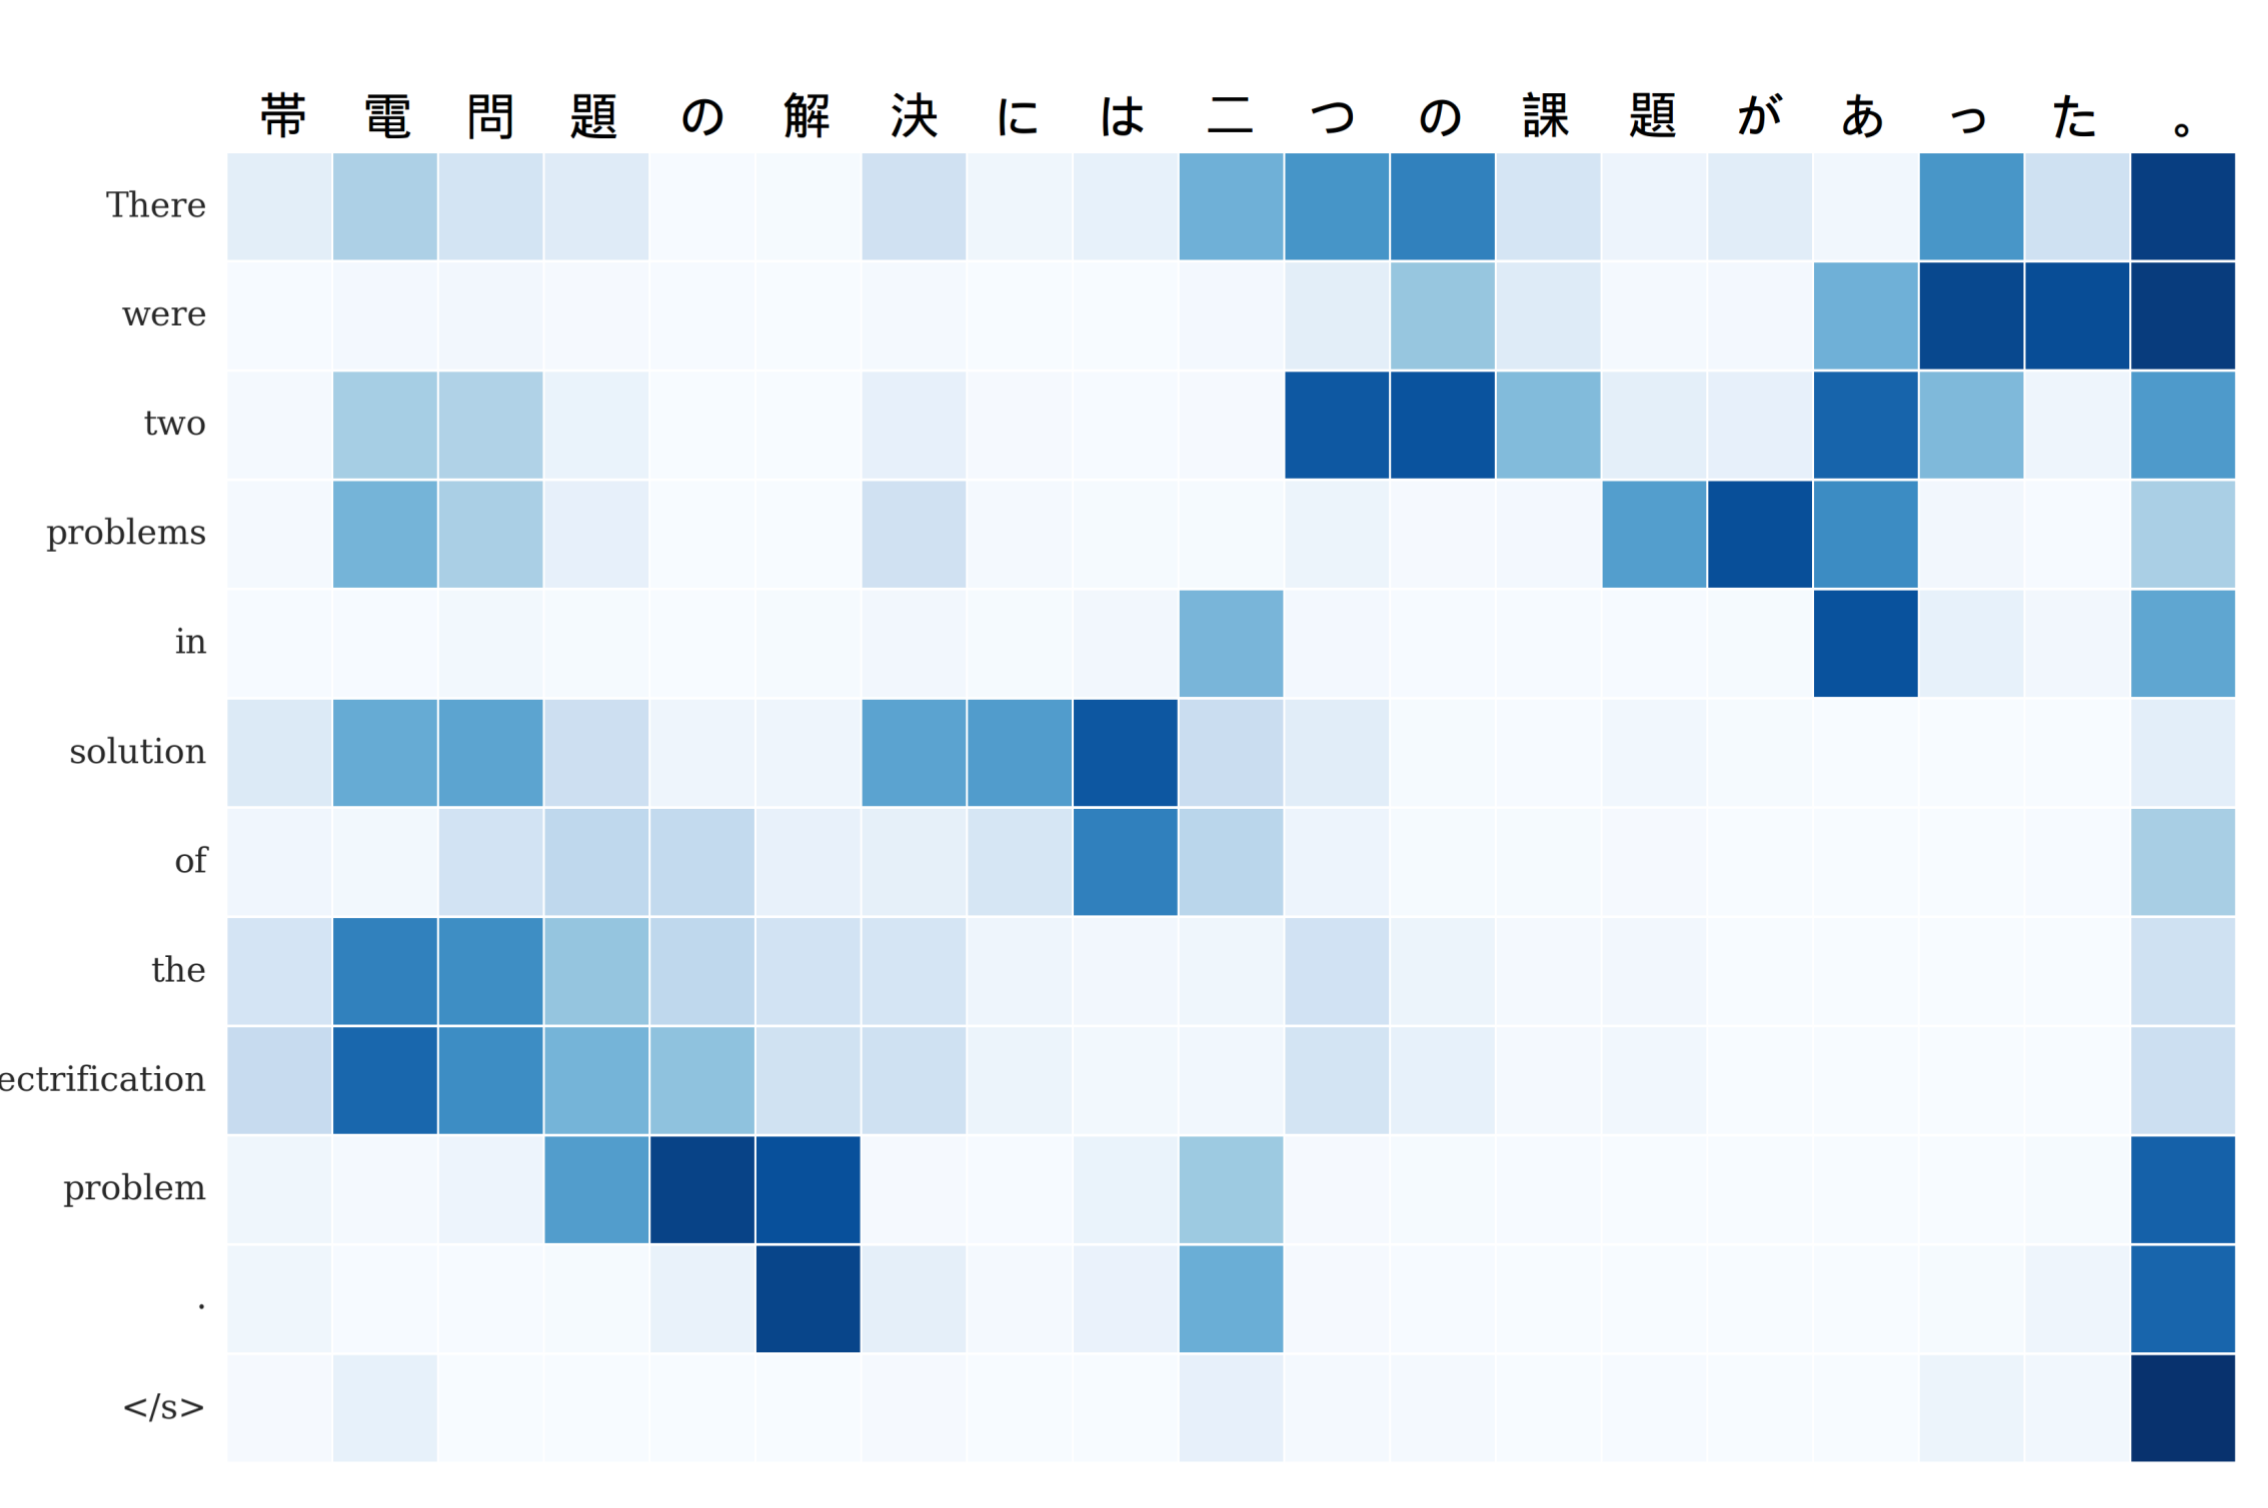 帯電問題の解決には二つの課題があった。
There
were
two
problems
in
solution
of
the
ectrification
problem
.
</s>